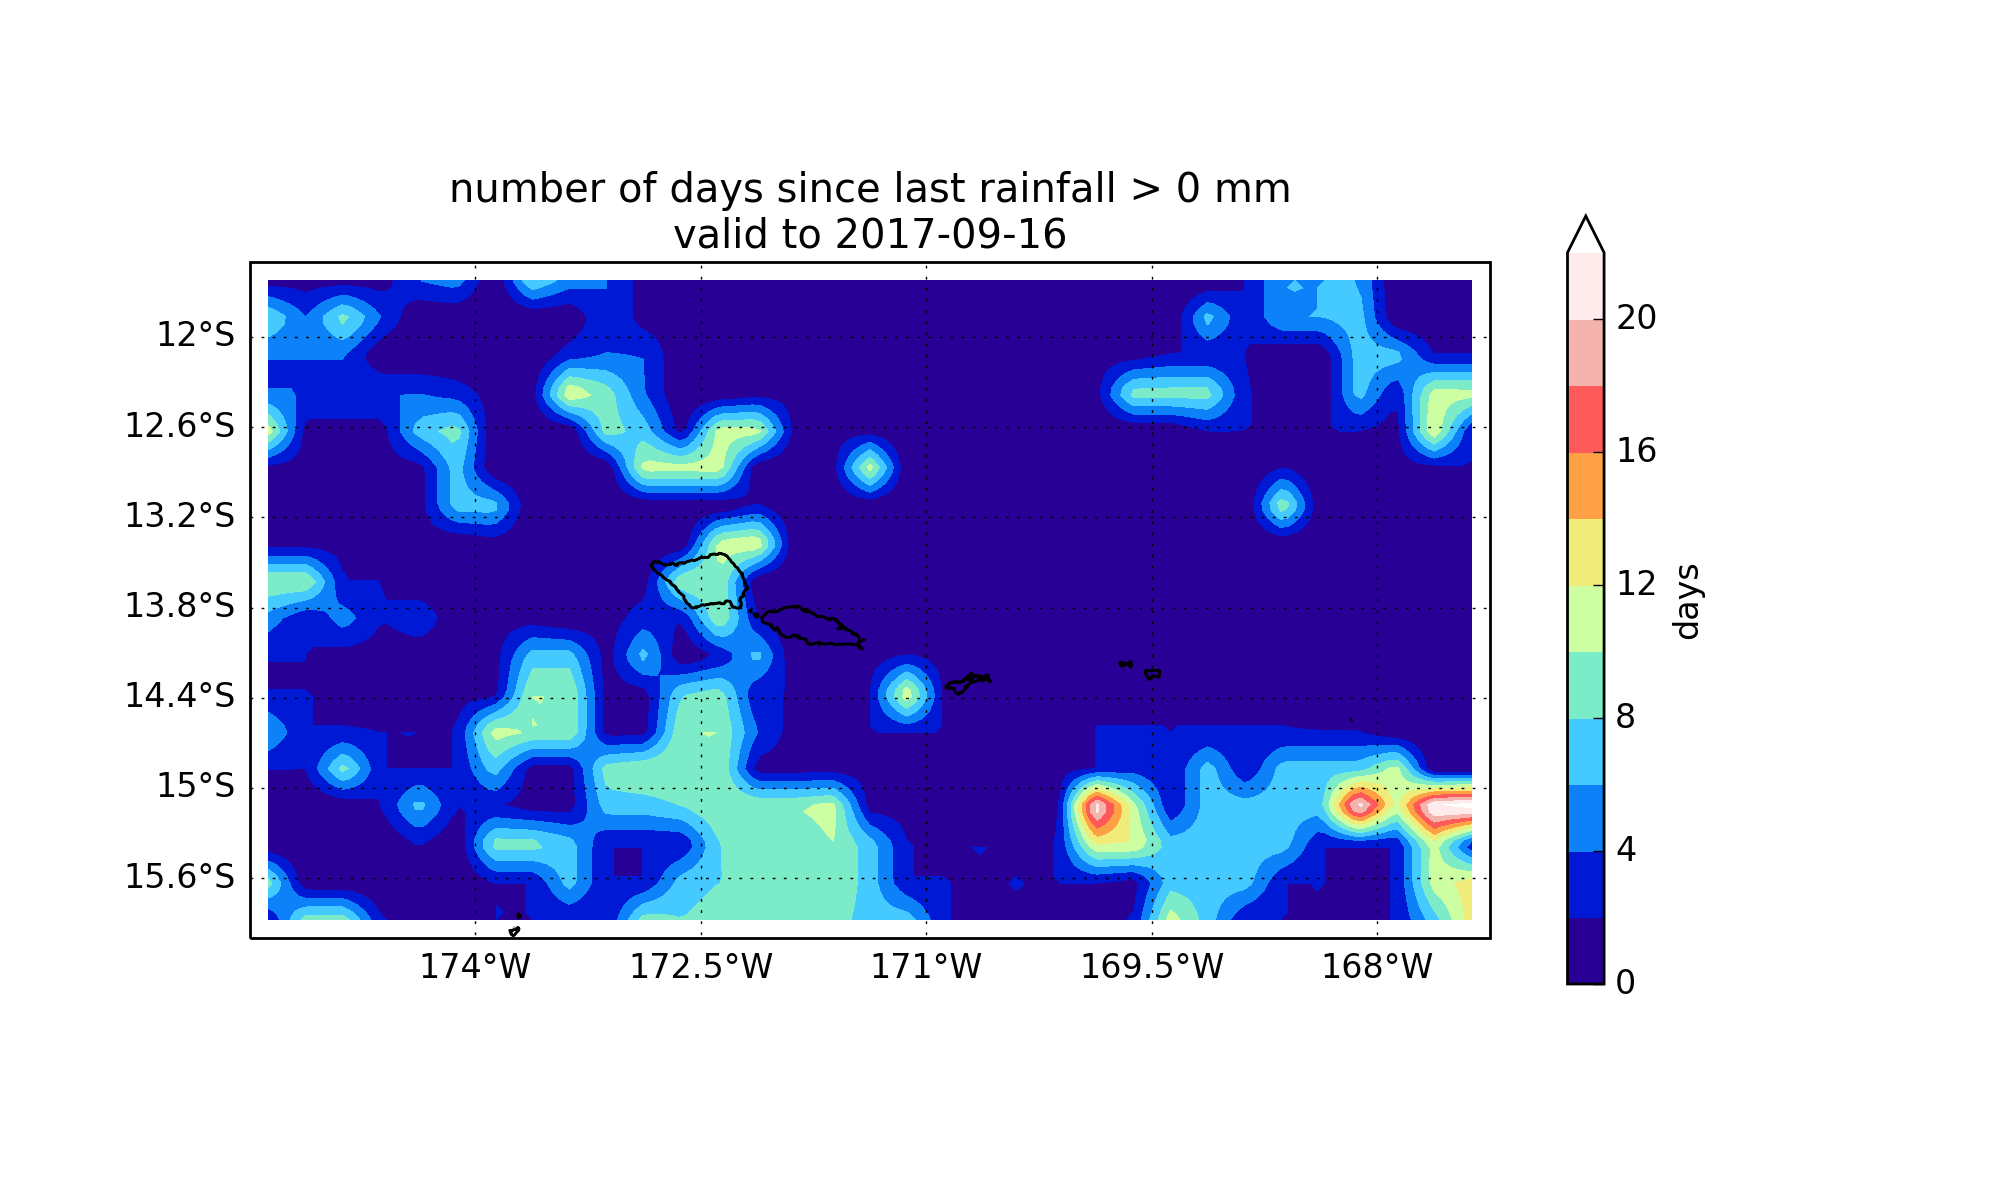 number of days since last rainfall > 0 mm
valid to 2017-09-16
12°S
12.6°S
13.2°S
13.8°S
14.4°S
15°S
15.6°S
174°W
172.5°W
171°W
169.5°W
168°W
20
16
12
8
4
0
days